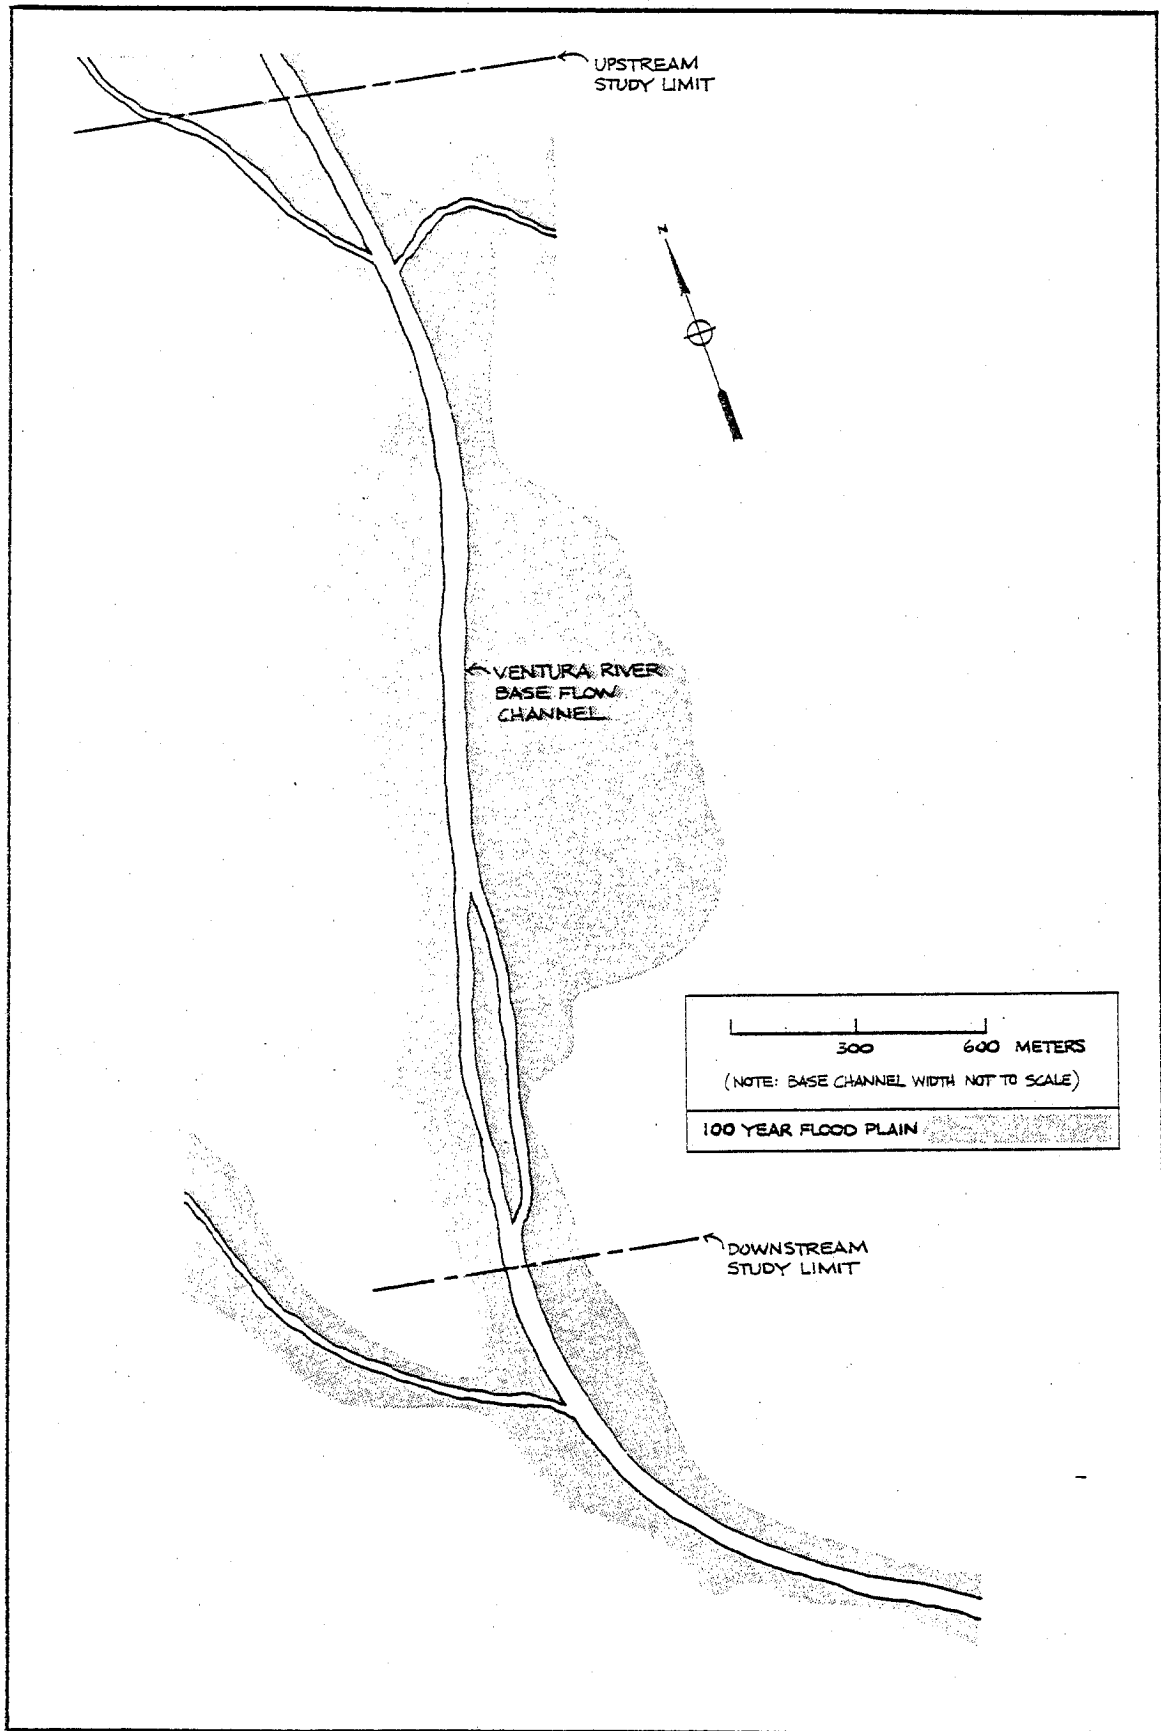 UPSTREAM
STUDY LIMIT
N
VENTURA RIVER
BASE FLOW
CHANNEL
300 600 METERS
(NOTE: BASE CHANNEL WIDTH NOT TO SCALE)
100 YEAR FLOOD PLAIN
DOWNSTREAM
STUDY LIMIT